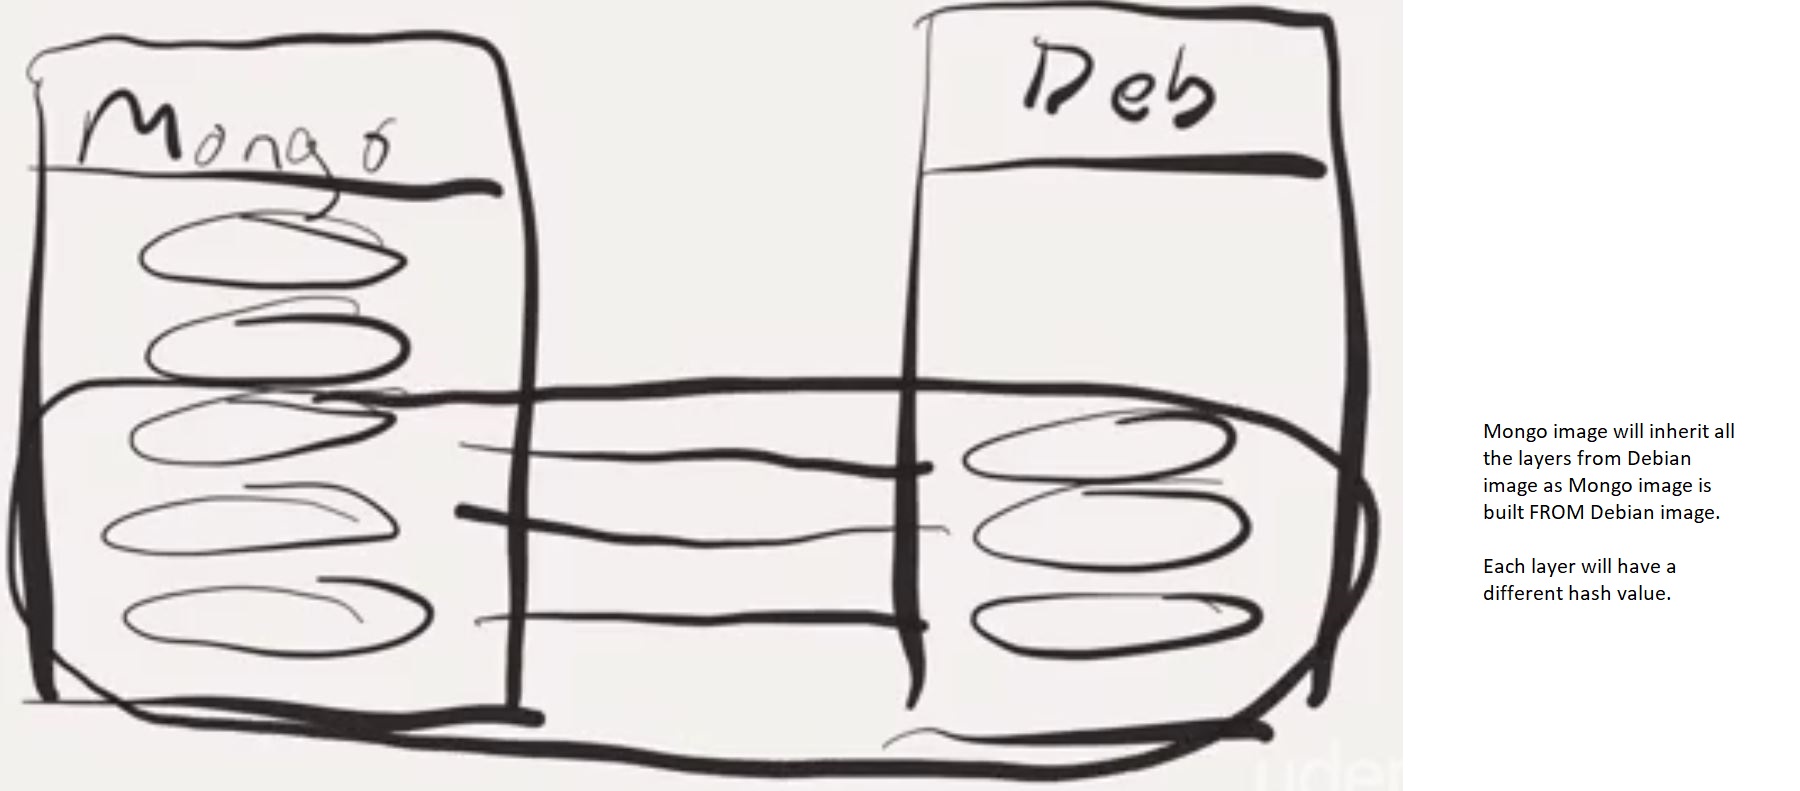 Mongo
Deb
Mongo image will inherit all
the layers from Debian
image as Mongo image is
built FROM Debian image.
Each layer will have a
different hash value.